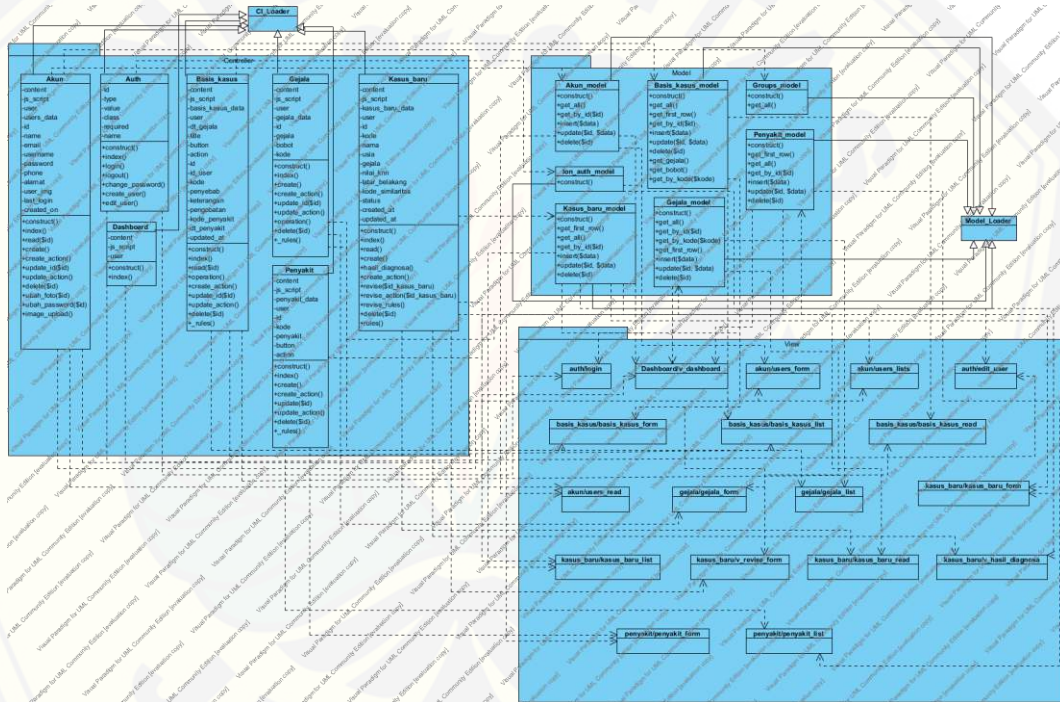 CI_Loader
Controller
Akun
-content
-js_script
-user
-users_data
-id
-name
-email
-username
-password
-phone
-alamat
-user_img
-last_login
-created_on
+construct()
+index()
+read($id)
+create()
+create_action()
+update_id($id)
+update_action()
+delete($id)
+ubah_foto($id)
+ubah_password($id)
+image_upload()
Auth
-id
-type
-value
-class
-required
-name
+construct()
+index()
+login()
+logout()
+change_password()
+create_user()
+edit_user()
Dashboard
-content
-js_script
-user
+construct()
+index()
Basis_kasus
-content
-js_script
-basis_kasus_data
-user
-dt_gejala
-title
-button
-action
-id
-id_user
-kode
-penyebab
-keterangan
-pengobatan
-kode_penyakit
-dt_penyakit
-updated_at
+construct()
+index()
+read($id)
+operation()
+create_action()
+update_id($id)
+update_action()
+delete($id)
+_rules()
Gejala
-content
-js_script
-user
-gejala_data
-id
-gejala
-bobot
-kode
+construct()
+index()
+create()
+create_action()
+update_id($id)
+update_action()
+operation()
+delete($id)
+_rules()
Penyakit
-content
-js_script
-penyakit_data
-user
-id
-kode
-penyakit
-button
-action
+construct()
+index()
+create()
+create_action()
+update($id)
+update_action()
+delete($id)
+_rules()
Kasus_baru
-content
-js_script
-kasus_baru_data
-user
-id
-kode
-nama
-usia
-gejala
-nilai_knn
-latar_belakang
-kode_similaritas
-status
-created_at
-updated_at
+construct()
+index()
+read()
+create()
+hasil_diagnosa()
+create_action()
+revise($id_kasus_baru)
+revise_action($id_kasus_baru)
+revise_rules()
+delete($id)
+rules()
Model
Akun_model
+construct()
+get_all()
+get_by_id($id)
+insert($data)
+update($id, $data)
+delete($id)
Ion_auth_model
+construct()
Kasus_baru_model
+construct()
+get_first_row()
+get_all()
+get_by_id($id)
+insert($data)
+update($id, $data)
+delete($id)
Basis_kasus_model
+construct()
+get_all()
+get_first_row()
+get_by_id($id)
+insert($data)
+update($id, $data)
+delete($id)
+get_gejala()
+get_bobot()
+get_by_kode($kode)
Gejala_model
+construct()
+get_all()
+get_by_id($id)
+get_by_kode($kode)
+get_first_row()
+insert($data)
+update($id, $data)
+delete($id)
Groups_model
+construct()
+get_all()
Penyakit_model
+construct()
+get_first_row()
+get_all()
+get_by_id($id)
+insert($data)
+update($id, $data)
+delete($id)
Model_Loader
View
auth/login
Dashboard/v_dashboard
akun/users_form
akun/users_lists
auth/edit_user
basis_kasus/basis_kasus_form
basis_kasus/basis_kasus_list
basis_kasus/basis_kasus_read
akun/users_read
gejala/gejala_form
gejala/gejala_list
kasus_baru/kasus_baru_form
kasus_baru/kasus_baru_list
kasus_baru/v_revise_form
kasus_baru/kasus_baru_read
kasus_baru/v_hasil_diagnosa
penyakit/penyakit_form
penyakit/penyakit_list
Visual Paradigm for UML Community Edition [evaluation copy]